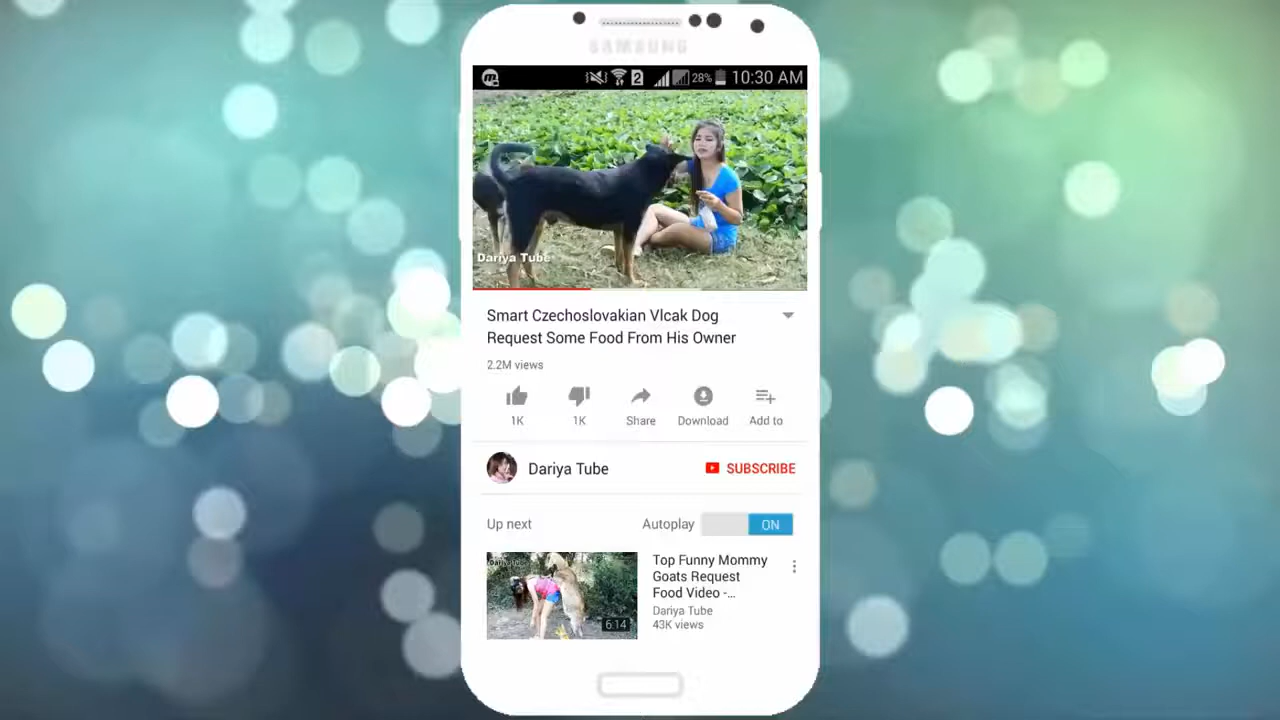 SAMSUNG
2 28% 10:30 AM
Dariya Tube
Smart Czechoslovakian Vlcak Dog
Request Some Food From His Owner
2.2M views
1K 1K Share Download Add to
Dariya Tube SUBSCRIBE
Up next Autoplay ON
Top Funny Mommy
Goats Request
Food Video -...
Dariya Tube
43K views
6:14